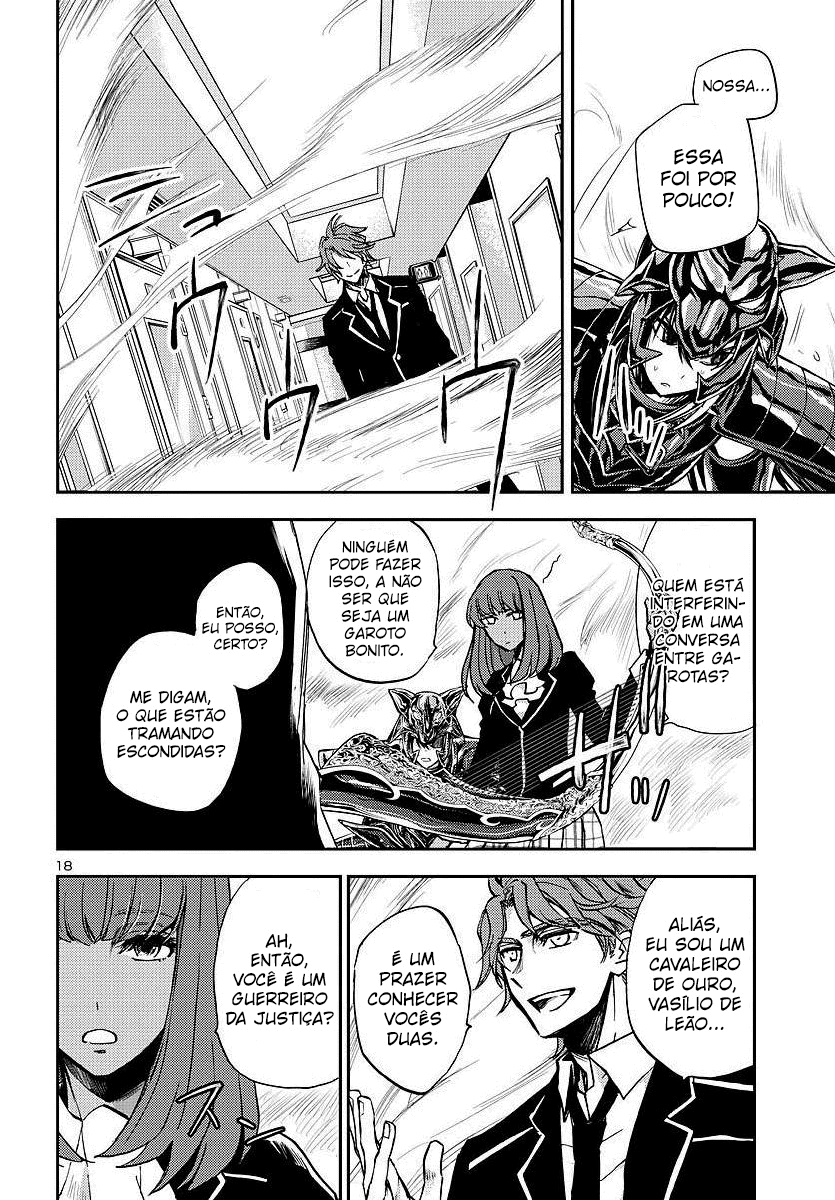 NOSSA...
ESSA
FOI POR
POUCO!
ウ
ウ
ウ
QUEM ESTÁ
INTERFERIN-
DO EM UMA
CONVERSA
ENTRE GA-
ROTAS?
NINGUÉM
PODE FAZER
ISSO, A NÃO
SER QUE
SEJA UM
GAROTO
BONITO.
ENTÃO,
EU POSSO,
CERTO?
ME DIGAM,
O QUE ESTÃO
TRAMANDO
ESCONDIDAS?
18
ALIÁS,
EU SOU UM
CAVALEIRO
DE OURO,
VASÍLIO DE
LEÃO...
É UM
PRAZER
CONHECER
VOCÊS
DUAS.
AH,
ENTÃO,
VOCÊ É UM
GUERREIRO
DA JUSTIÇA?